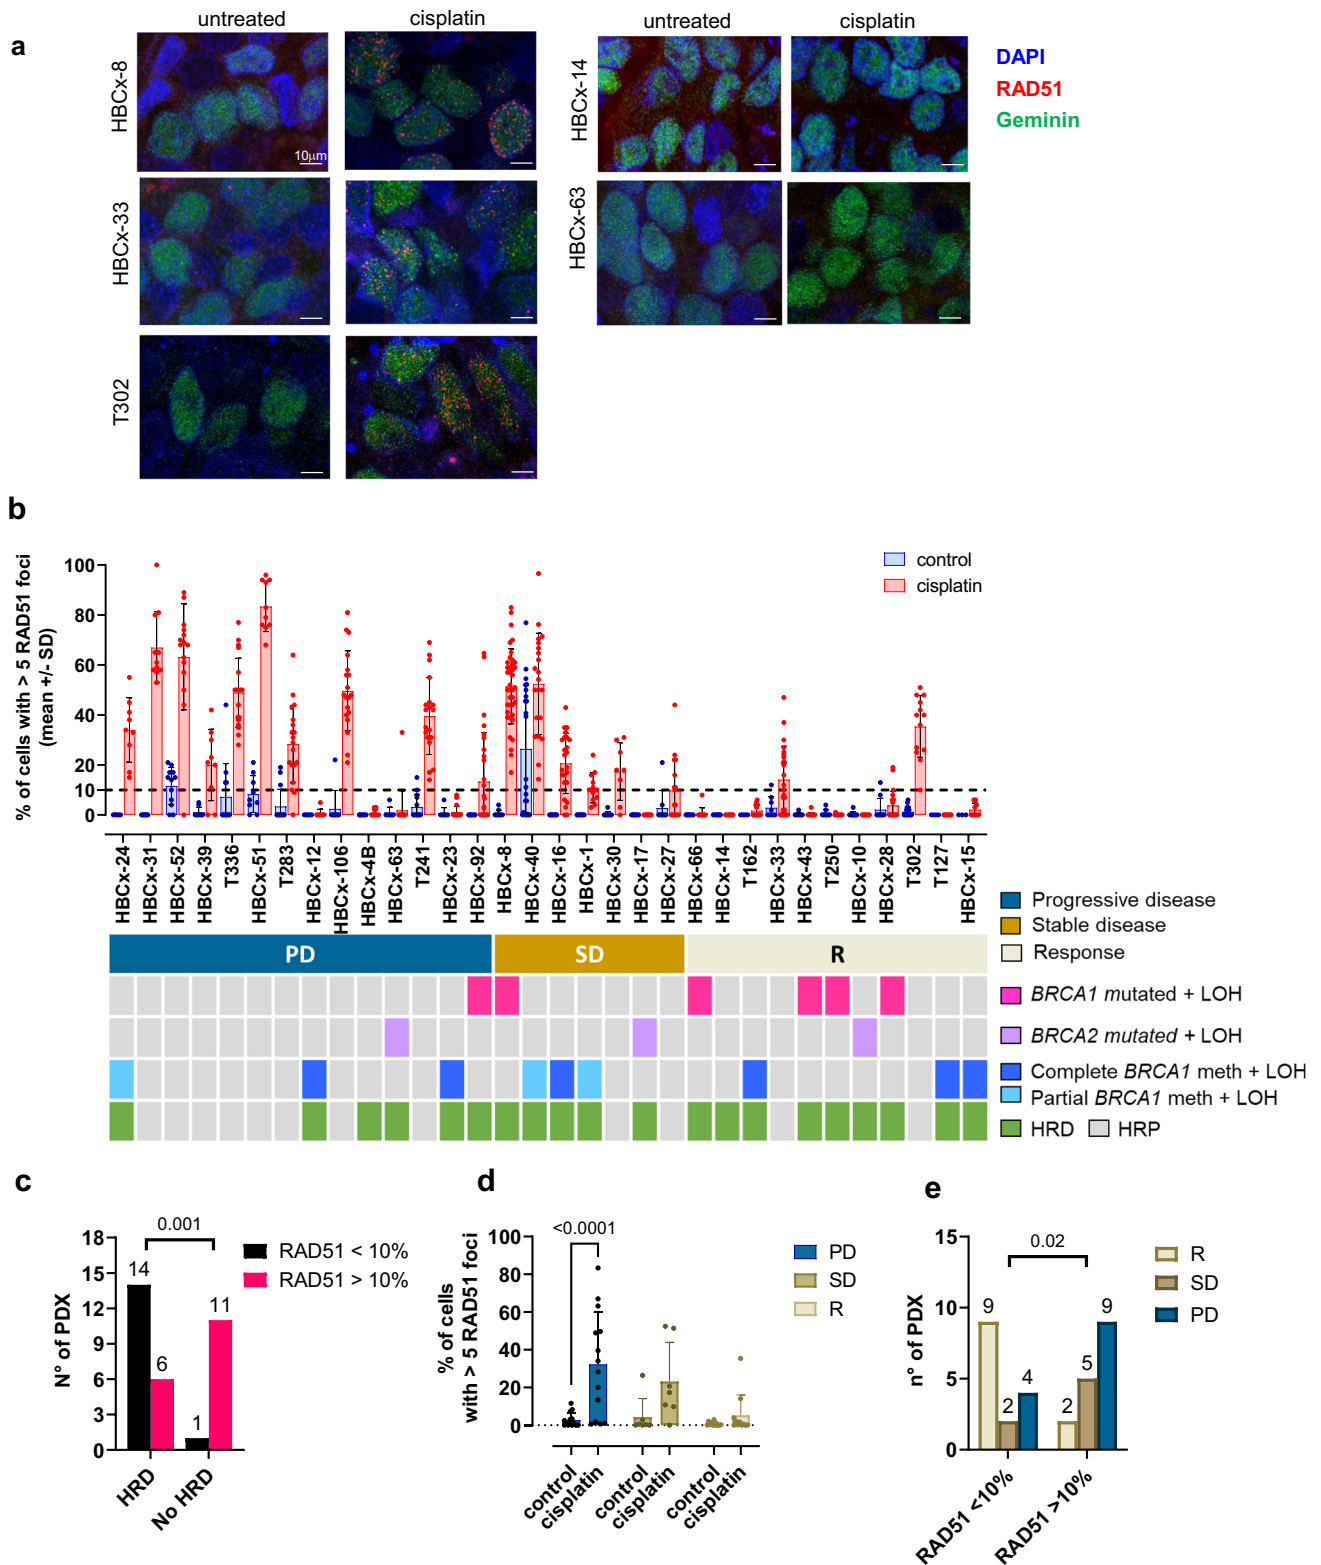 a
untreated
cisplatin
untreated
cisplatin
HBCx-8
10µm
HBCx-14
DAPI
RAD51
Geminin
HBCx-33
HBCx-63
T302
b
% of cells with > 5 RAD51 foci
(mean +/- SD)
100
80
60
40
20
10
0
control
cisplatin
HBCx-24
HBCx-31
HBCx-52
HBCx-39
T336
HBCx-51
T283
HBCx-12
HBCx-106
HBCx-4B
HBCx-63
T241
HBCx-23
HBCx-92
HBCx-8
HBCx-40
HBCx-16
HBCx-1
HBCx-30
HBCx-17
HBCx-27
HBCx-66
HBCx-14
T162
HBCx-33
HBCx-43
T250
HBCx-10
HBCx-28
T302
T127
HBCx-15
PD
SD
R
Progressive disease
Stable disease
Response
BRCA1 mutated + LOH
BRCA2 mutated + LOH
Complete BRCA1 meth + LOH
Partial BRCA1 meth + LOH
HRD
HRP
c
N° of PDX
18
15
12
9
6
3
0
0.001
14
6
1
11
HRD
No HRD
RAD51 < 10%
RAD51 > 10%
d
% of cells
with > 5 RAD51 foci
100
80
60
40
20
0
<0.0001
control
cisplatin
control
cisplatin
control
cisplatin
PD
SD
R
e
n° of PDX
15
10
5
0
0.02
9
2
4
2
5
9
RAD51 <10%
RAD51 >10%
R
SD
PD